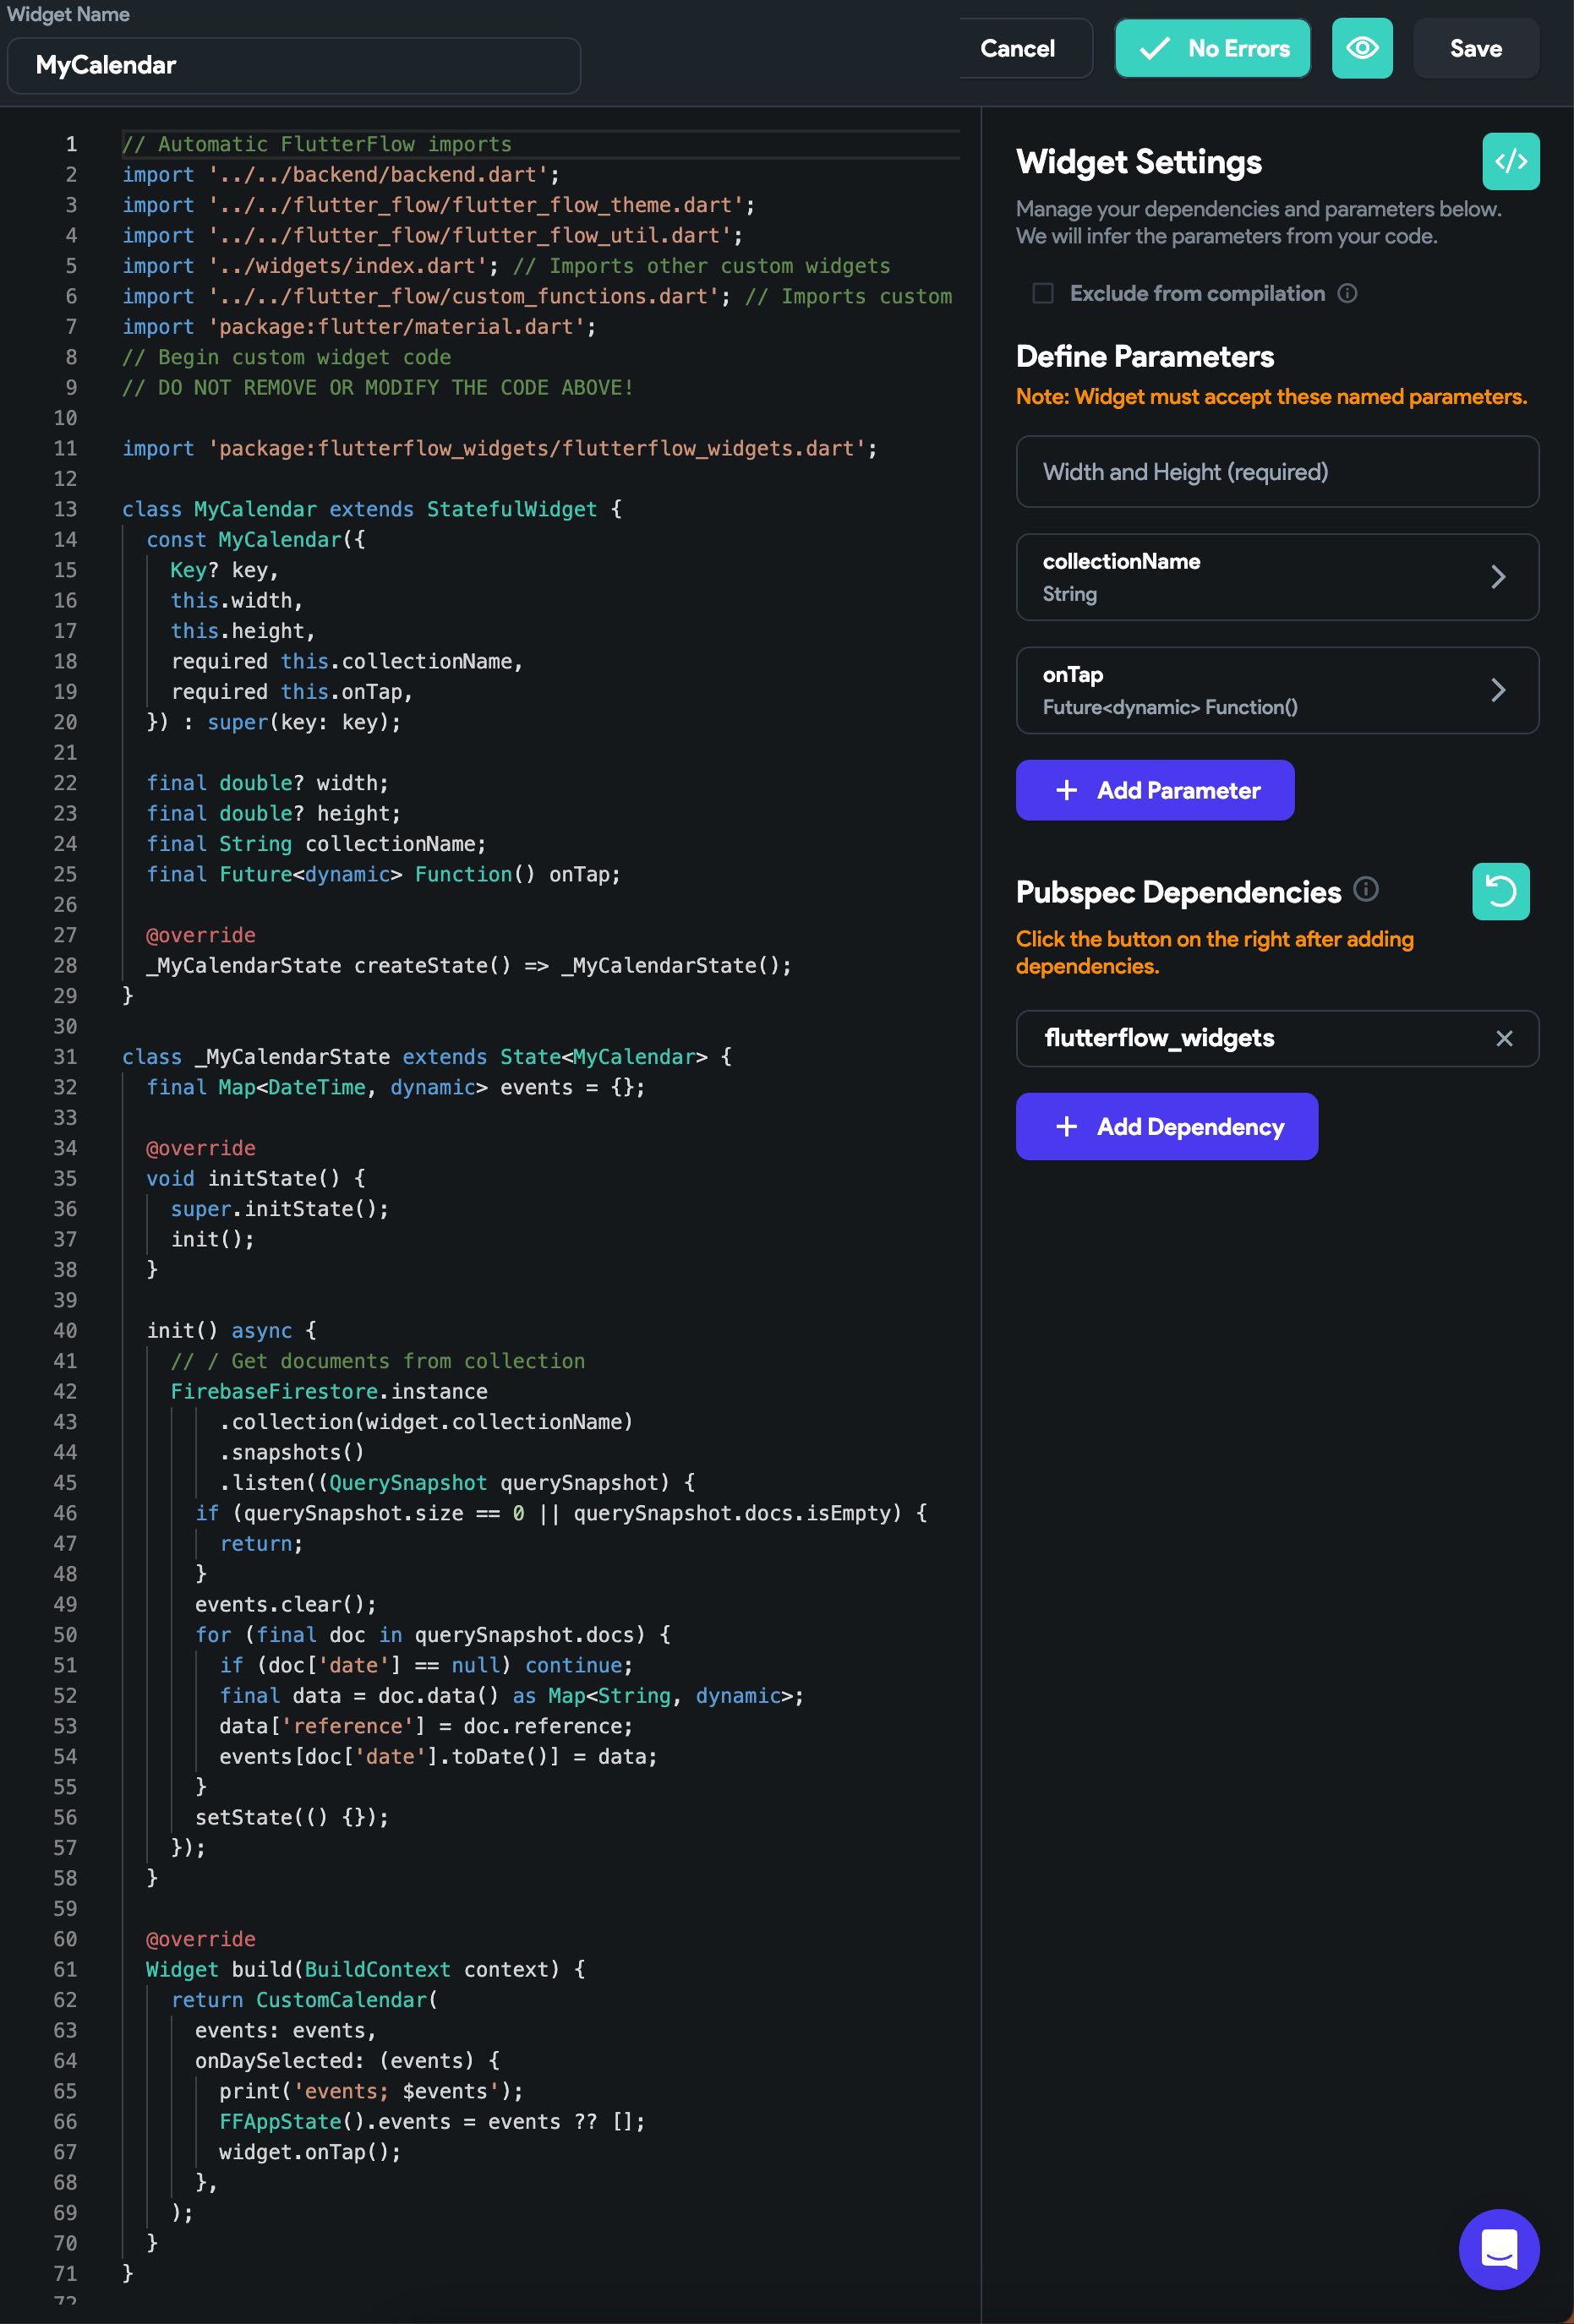 Widget Name
MyCalendar
Cancel
No Errors
Save
1 // Automatic FlutterFlow imports
2 import '../../backend/backend.dart';
3 import '../../flutter_flow/flutter_flow_theme.dart';
4 import '../../flutter_flow/flutter_flow_util.dart';
5 import '../widgets/index.dart'; // Imports other custom widgets
6 import '../../flutter_flow/custom_functions.dart'; // Imports custom
7 import 'package:flutter/material.dart';
8 // Begin custom widget code
9 // DO NOT REMOVE OR MODIFY THE CODE ABOVE!
10
11 import 'package:flutterflow_widgets/flutterflow_widgets.dart';
12
13 class MyCalendar extends StatefulWidget {
14   const MyCalendar({
15     Key? key,
16     this.width,
17     this.height,
18     required this.collectionName,
19     required this.onTap,
20   }) : super(key: key);
21
22   final double? width;
23   final double? height;
24   final String collectionName;
25   final Future<dynamic> Function() onTap;
26
27   @override
28   _MyCalendarState createState() => _MyCalendarState();
29 }
30
31 class _MyCalendarState extends State<MyCalendar> {
32   final Map<DateTime, dynamic> events = {};
33
34   @override
35   void initState() {
36     super.initState();
37     init();
38   }
39
40   init() async {
41     // / Get documents from collection
42     FirebaseFirestore.instance
43         .collection(widget.collectionName)
44         .snapshots()
45         .listen((QuerySnapshot querySnapshot) {
46       if (querySnapshot.size == 0 || querySnapshot.docs.isEmpty) {
47         return;
48       }
49       events.clear();
50       for (final doc in querySnapshot.docs) {
51         if (doc['date'] == null) continue;
52         final data = doc.data() as Map<String, dynamic>;
53         data['reference'] = doc.reference;
54         events[doc['date'].toDate()] = data;
55       }
56       setState(() {});
57     });
58   }
59
60   @override
61   Widget build(BuildContext context) {
62     return CustomCalendar(
63       events: events,
64       onDaySelected: (events) {
65         print('events; $events');
66         FFAppState().events = events ?? [];
67         widget.onTap();
68       },
69     );
70   }
71 }
72
Widget Settings
</>
Manage your dependencies and parameters below.
We will infer the parameters from your code.
Exclude from compilation
Define Parameters
Note: Widget must accept these named parameters.
Width and Height (required)
collectionName
String
onTap
Future<dynamic> Function()
+ Add Parameter
Pubspec Dependencies
Click the button on the right after adding
dependencies.
flutterflow_widgets
+ Add Dependency